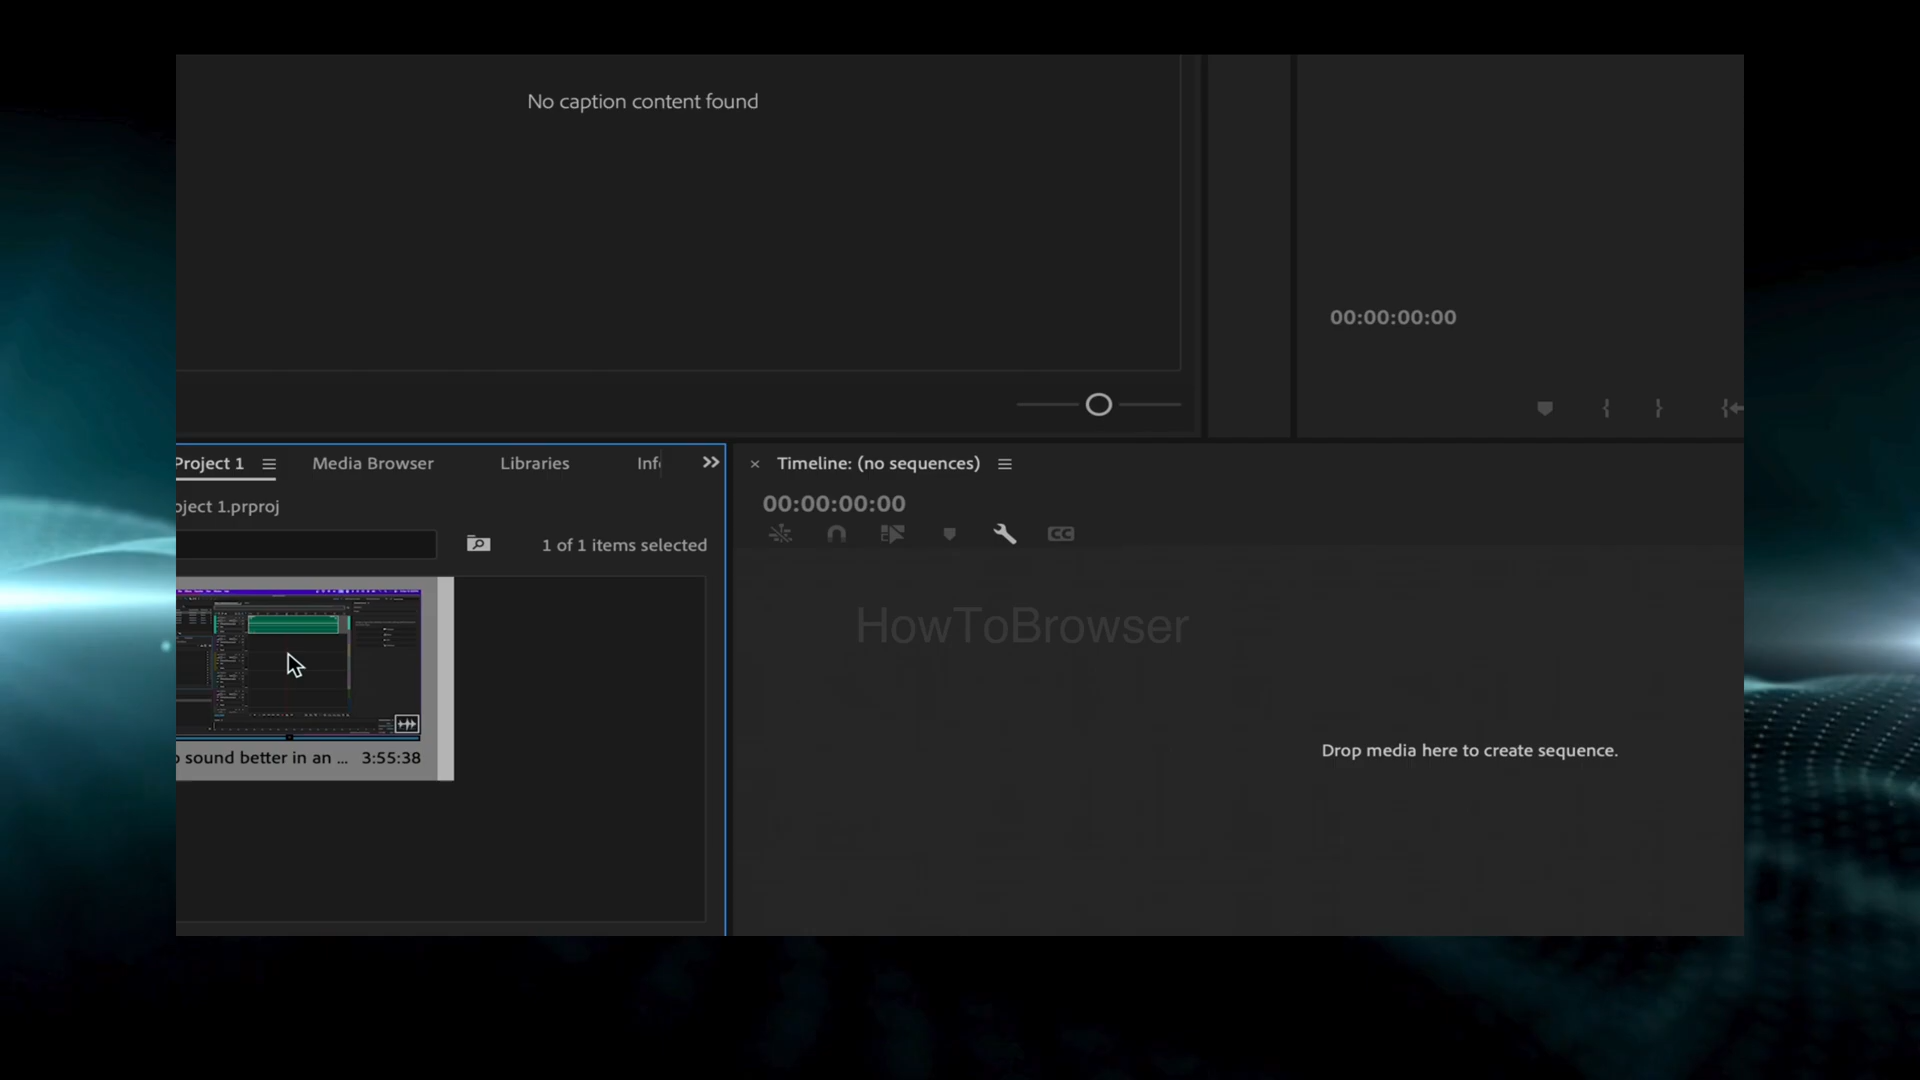 No caption content found
00:00:00:00
Project 1
Media Browser
Libraries
Timeline: (no sequences)
00:00:00:00
oject 1.prproj
1 of 1 items selected
CC
HowToBrowser
Drop media here to create sequence.
sound better in an ... 3:55:38